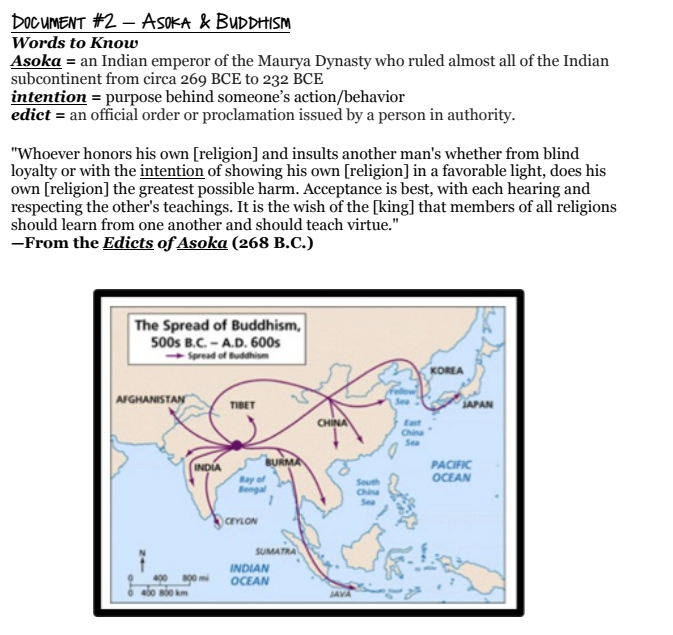 DOCUMENT #2 – ASOKA & BUDDHISM
Words to Know
Asoka = an Indian emperor of the Maurya Dynasty who ruled almost all of the Indian
subcontinent from circa 269 BCE to 232 BCE
intention = purpose behind someone's action/behavior
edict = an official order or proclamation issued by a person in authority.
"Whoever honors his own [religion] and insults another man's whether from blind
loyalty or with the intention of showing his own [religion] in a favorable light, does his
own [religion] the greatest possible harm. Acceptance is best, with each hearing and
respecting the other's teachings. It is the wish of the [king] that members of all religions
should learn from one another and should teach virtue."
—From the Edicts of Asoka (268 B.C.)
The Spread of Buddhism,
500s B.C. – A.D. 600s
Spread of Buddhism
KOREA
AFGHANISTAN
TIBET
Yellow
Sea
JAPAN
CHINA
East
China
Sea
INDIA
BURMA
PACIFIC
OCEAN
Bay of
Bengal
South
China
Sea
CEYLON
SUMATRA
N
INDIAN
OCEAN
0 400 800 mi
0 400 800 km
JAVA